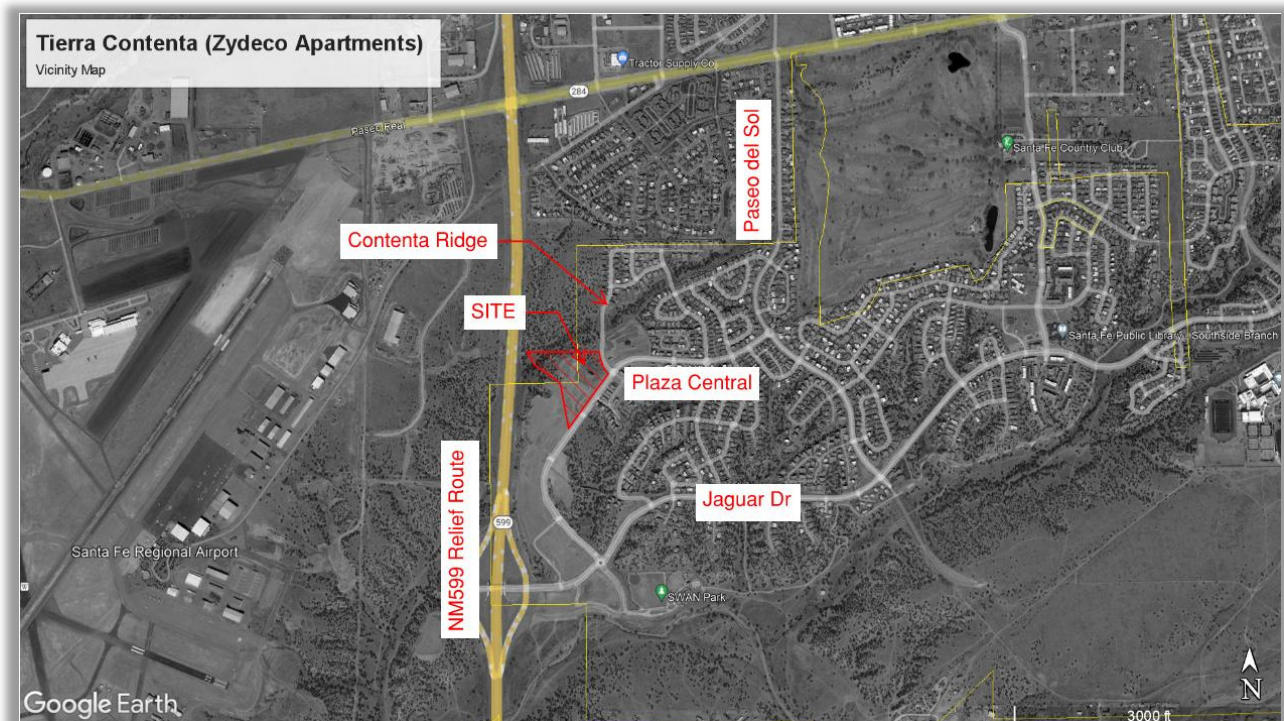 Tierra Contenta (Zydeco Apartments)
Vicinity Map
Tractor Supply Co
284
Paseo Real
Paseo del Sol
Santa Fe Country Club
Contenta Ridge
SITE
Santa Fe Public Library Southside Branch
Plaza Central
NM599 Relief Route
Jaguar Dr
599
Santa Fe Regional Airport
SWAN Park
N
Google Earth
3000 ft